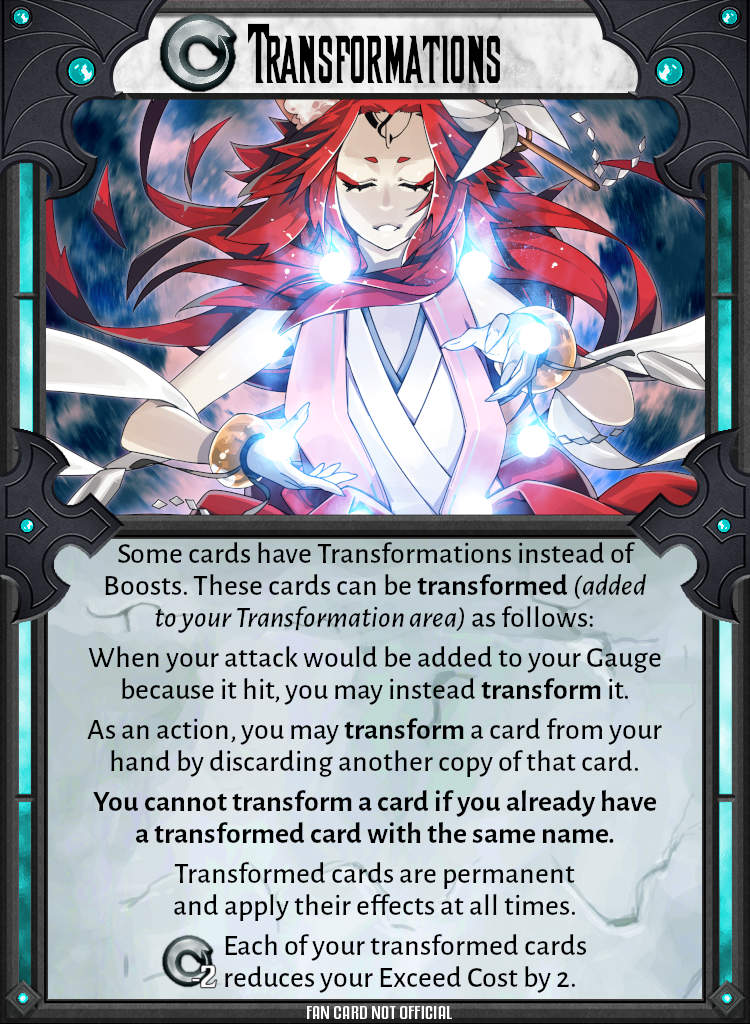 Transformations
Some cards have Transformations instead of
Boosts. These cards can be transformed (added
to your Transformation area) as follows:
When your attack would be added to your Gauge
because it hit, you may instead transform it.
As an action, you may transform a card from your
hand by discarding another copy of that card.
You cannot transform a card if you already have
a transformed card with the same name.
Transformed cards are permanent
and apply their effects at all times.
-2 Each of your transformed cards
reduces your Exceed Cost by 2.
FAN CARD NOT OFFICIAL